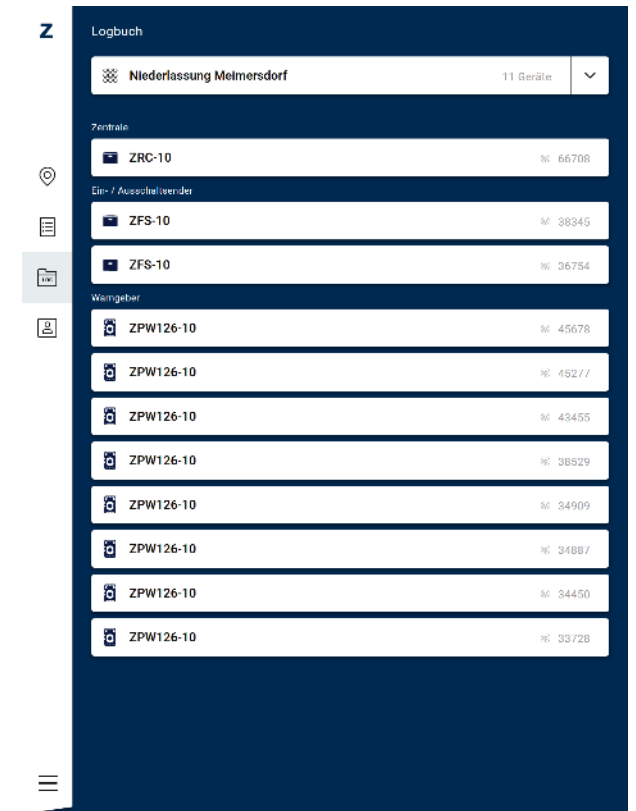 Z
Logbuch
Niederlassung Meimersdorf 11 Geräte
Zentrale
ZRC-10 66708
Ein- / Ausschaltsender
ZFS-10 38345
ZFS-10 36754
LOG
Warngeber
ZPW126-10 45678
ZPW126-10 45277
ZPW126-10 43455
ZPW126-10 38529
ZPW126-10 34909
ZPW126-10 34887
ZPW126-10 34450
ZPW126-10 33728